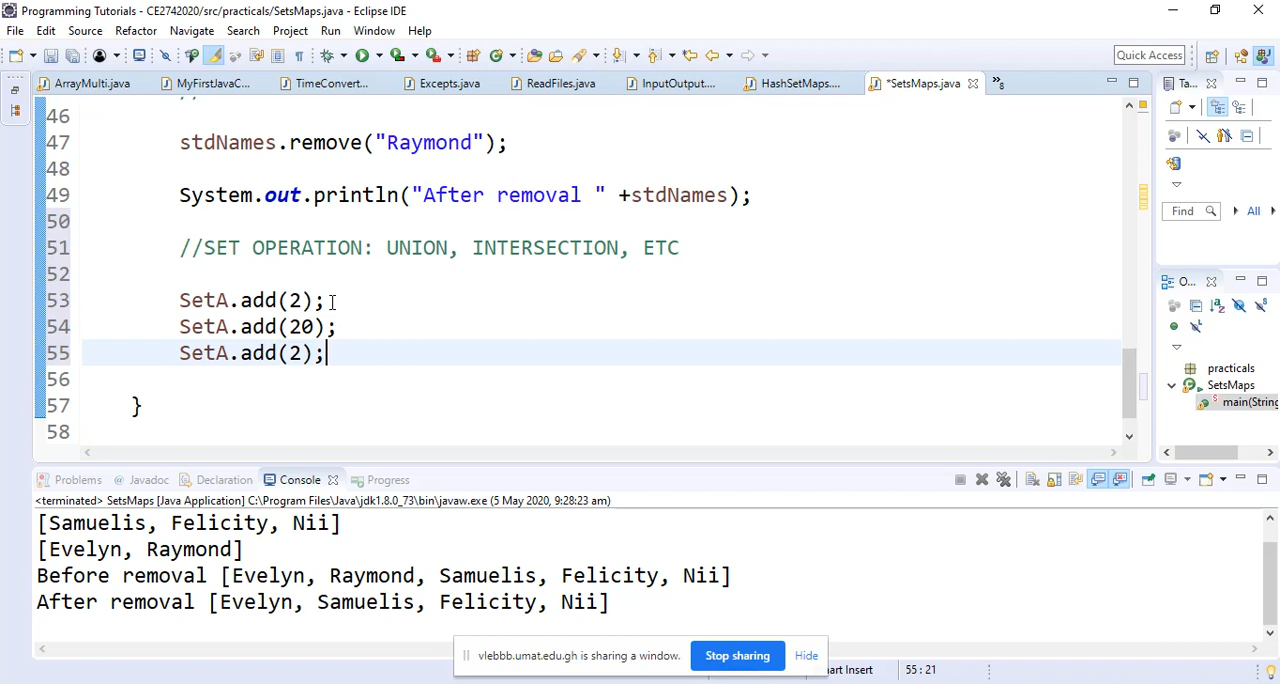 Programming Tutorials - CE2742020/src/practicals/SetsMaps.java - Eclipse IDE
File Edit Source Refactor Navigate Search Project Run Window Help
Quick Access
ArrayMulti.java MyFirstJavaC... TimeConvert... Excepts.java ReadFiles.java InputOutput.... HashSetMaps.... *SetsMaps.java »8 Ta...
46
47 stdNames.remove("Raymond");
48
49 System.out.println("After removal " +stdNames);
50
51 //SET OPERATION: UNION, INTERSECTION, ETC
52
53 SetA.add(2);
54 SetA.add(20);
55 SetA.add(2);
56
57 }
58
Find All
O...
practicals
SetsMaps
main(String
Problems @ Javadoc Declaration Console Progress
<terminated> SetsMaps [Java Application] C:\Program Files\Java\jdk1.8.0_73\bin\javaw.exe (5 May 2020, 9:28:23 am)
[Samuelis, Felicity, Nii]
[Evelyn, Raymond]
Before removal [Evelyn, Raymond, Samuelis, Felicity, Nii]
After removal [Evelyn, Samuelis, Felicity, Nii]
vlebbb.umat.edu.gh is sharing a window. Stop sharing Hide
art Insert 55 : 21